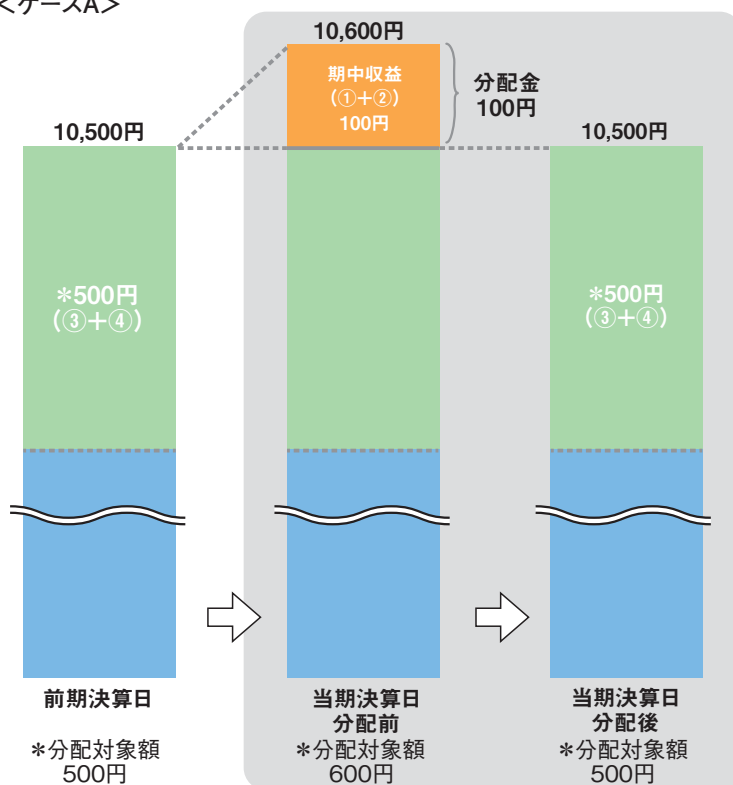 <ケースA>
10,600円
期中収益
(①+②)
100円
分配金
100円
10,500円
10,500円
*500円
(③+④)
*500円
(③+④)
前期決算日
*分配対象額
500円
当期決算日
分配前
*分配対象額
600円
当期決算日
分配後
*分配対象額
500円